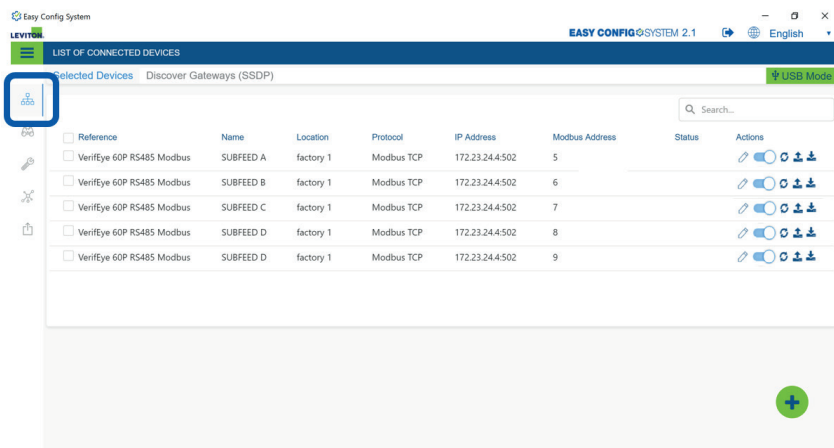 Easy Config System
LEVITON. EASY CONFIG SYSTEM 2.1 English
LIST OF CONNECTED DEVICES
Selected Devices Discover Gateways (SSDP) USB Mode
Search...
Reference Name Location Protocol IP Address Modbus Address Status Actions
VerifEye 60P RS485 Modbus SUBFEED A factory 1 Modbus TCP 172.23.24.4:502 5
VerifEye 60P RS485 Modbus SUBFEED B factory 1 Modbus TCP 172.23.24.4:502 6
VerifEye 60P RS485 Modbus SUBFEED C factory 1 Modbus TCP 172.23.24.4:502 7
VerifEye 60P RS485 Modbus SUBFEED D factory 1 Modbus TCP 172.23.24.4:502 8
VerifEye 60P RS485 Modbus SUBFEED D factory 1 Modbus TCP 172.23.24.4:502 9